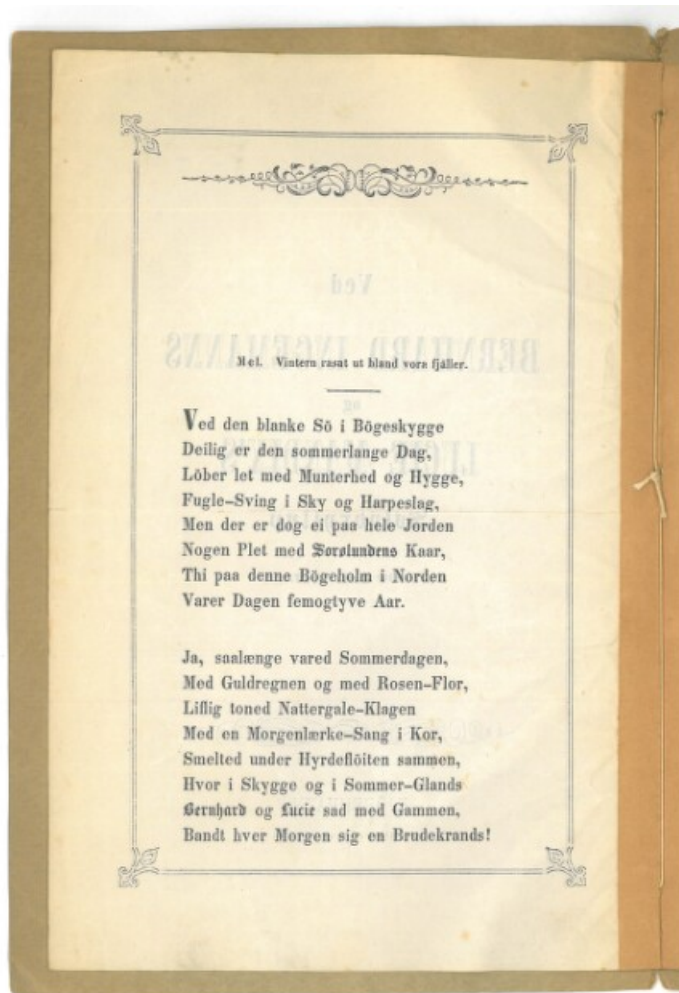 Mel. Vintern rasat ut bland vora fjäller.
Ved den blanke Sö i Bögeskygge
Deilig er den sommerlange Dag,
Löber let med Munterhed og Hygge,
Fugle-Sving i Sky og Harpeslag,
Men der er dog ei paa hele Jorden
Nogen Plet med Sorølundens Kaar,
Thi paa denne Bögeholm i Norden
Varer Dagen femogtyve Aar.
Ja, saalænge vared Sommerdagen,
Med Guldregnen og med Rosen-Flor,
Liflig toned Nattergale-Klagen
Med en Morgenlærke-Sang i Kor,
Smelted under Hyrdeflöiten sammen,
Hvor i Skygge og i Sommer-Glands
Bernhard og Lucie sad med Gammen,
Bandt hver Morgen sig en Brudekrands!